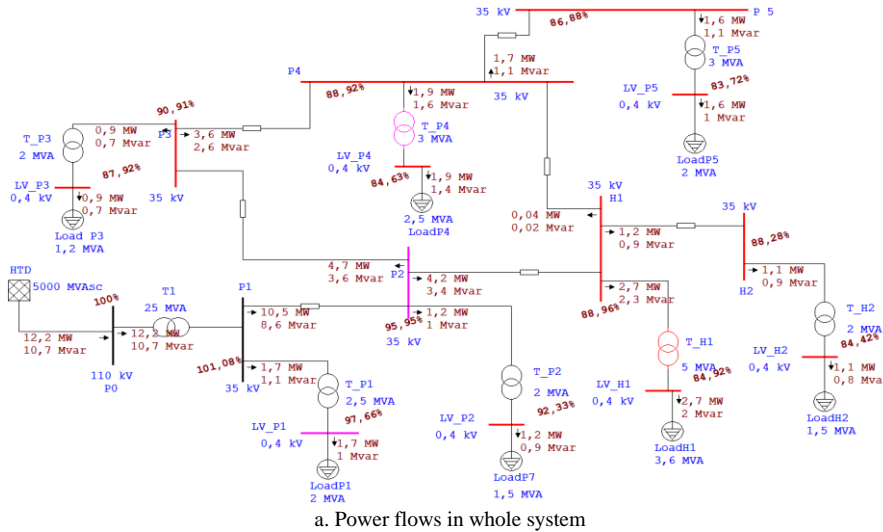 35 kV
86,88%
P 5
1,6 MW
1,1 Mvar
T_P5
3 MVA
83,72%
LV_P5
0,4 kV
1,6 MW
1 Mvar
LoadP5
2 MVA
1,7 MW
1,1 Mvar
P4
88,92%
35 kV
1,9 MW
1,6 Mvar
T_P4
3 MVA
LV_P4
0,4 kV
84,63%
1,9 MW
1,4 Mvar
2,5 MVA
LoadP4
90,91%
0,9 MW
0,7 Mvar
P3
3,6 MW
2,6 Mvar
T_P3
2 MVA
87,92%
LV_P3
0,4 kV
35 kV
0,9 MW
0,7 Mvar
Load P3
1,2 MVA
35 kV
H1
0,04 MW
0,02 Mvar
1,2 MW
0,9 Mvar
35 kV
88,28%
H2
1,1 MW
0,9 Mvar
T_H2
2 MVA
84,42%
LV_H2
0,4 kV
1,1 MW
0,8 Mva
LoadH2
1,5 MVA
2,7 MW
2,3 Mvar
88,96%
T_H1
5 MVA
84,92%
LV_H1
0,4 kV
2,7 MW
2 Mvar
LoadH1
3,6 MVA
4,7 MW
3,6 Mvar
P2
4,2 MW
3,4 Mvar
1,2 MW
1 Mvar
95,95%
35 kV
T_P2
2 MVA
92,33%
LV_P2
0,4 kV
1,2 MW
0,9 Mvar
LoadP7
1,5 MVA
HTD
5000 MVAsc
100%
12,2 MW
10,7 Mvar
T1
25 MVA
12,2 MW
10,7 Mvar
110 kV
P0
P1
10,5 MW
8,6 Mvar
101,08%
35 kV
1,7 MW
1,1 Mvar
T_P1
2,5 MVA
97,66%
LV_P1
0,4 kV
1,7 MW
1 Mvar
LoadP1
2 MVA
a. Power flows in whole system